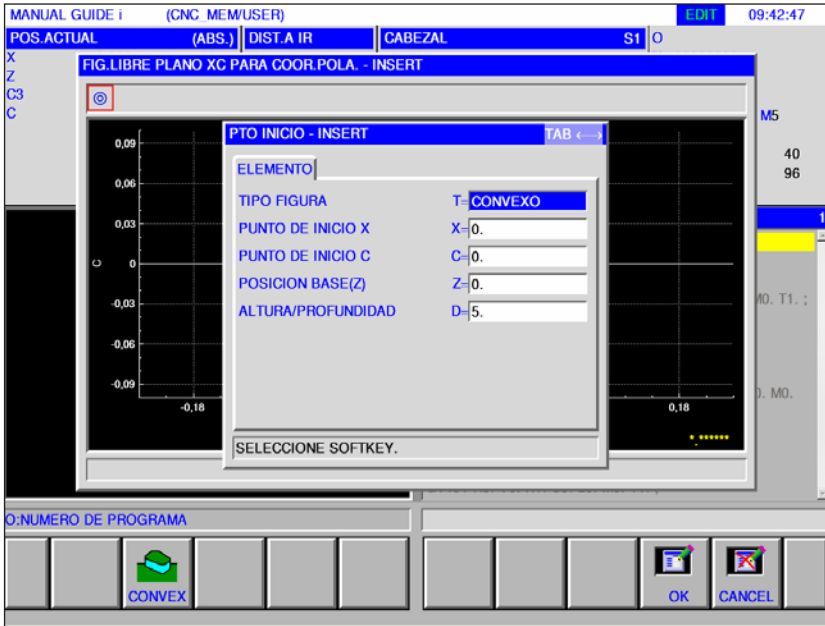 MANUAL GUIDE i (CNC_MEM/USER) EDIT 09:42:47
POS.ACTUAL (ABS.) DIST.A IR CABEZAL S1 O
X
Z
C3
C
FIG.LIBRE PLANO XC PARA COOR.POLA. - INSERT
M5
40
96
PTO INICIO - INSERT TAB ←→
ELEMENTO
TIPO FIGURA T= CONVEXO
PUNTO DE INICIO X X= 0.
PUNTO DE INICIO C C= 0.
POSICION BASE(Z) Z= 0.
ALTURA/PROFUNDIDAD D= 5.
SELECCIONE SOFTKEY.
0,09
0,06
0,03
C 0
-0,03
-0,06
-0,09
-0,18 0,18
*.******
1
M0. T1. ;
0. M0.
O:NUMERO DE PROGRAMA
CONVEX OK CANCEL